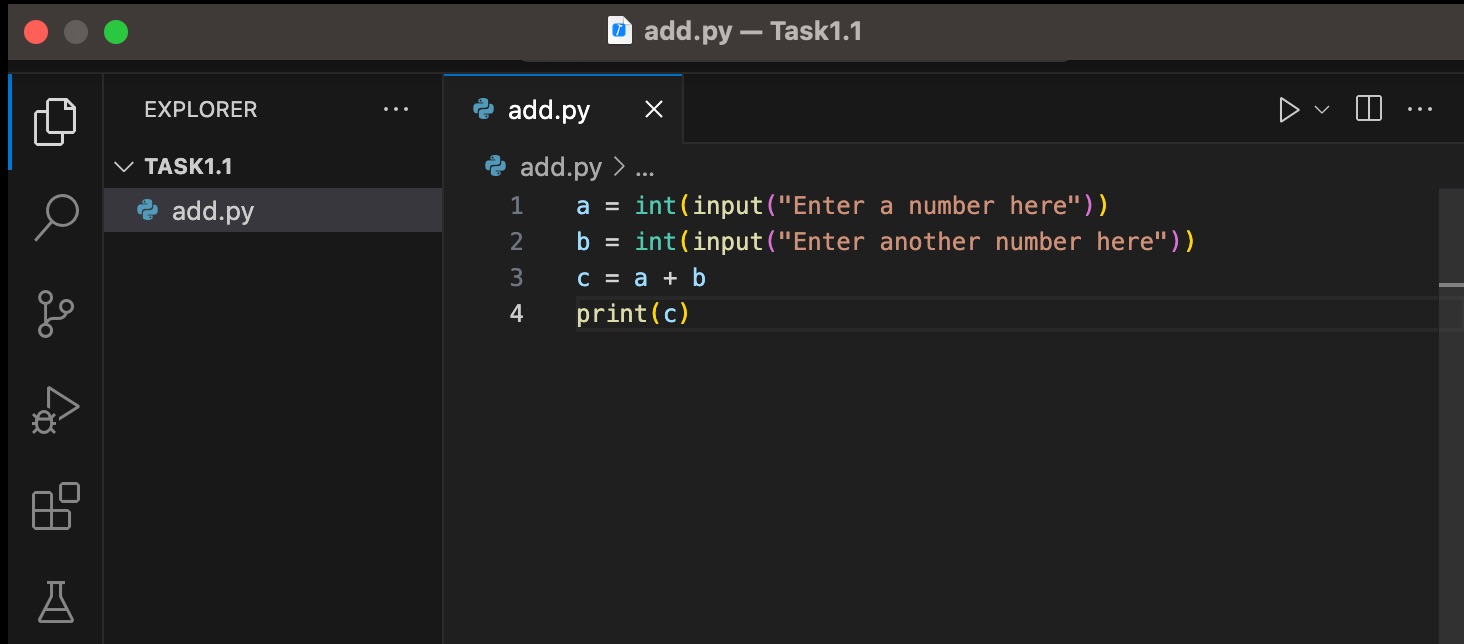 add.py — Task1.1
EXPLORER ...
add.py
TASK1.1
add.py
add.py > ...
1 a = int(input("Enter a number here"))
2 b = int(input("Enter another number here"))
3 c = a + b
4 print(c)